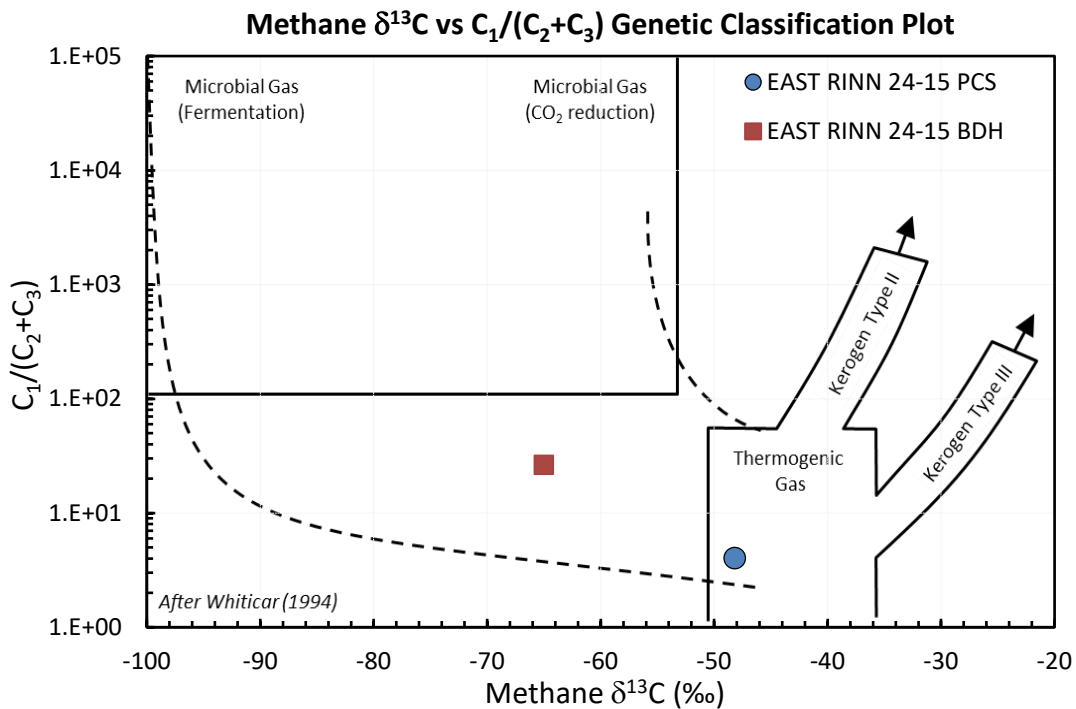 Methane δ¹³C vs C₁/(C₂+C₃) Genetic Classification Plot
1.E+05
1.E+04
1.E+03
1.E+02
1.E+01
1.E+00
C₁/(C₂+C₃)
Microbial Gas
(Fermentation)
Microbial Gas
(CO₂ reduction)
EAST RINN 24-15 PCS
EAST RINN 24-15 BDH
Kerogen Type II
Kerogen Type III
Thermogenic
Gas
After Whiticar (1994)
-100 -90 -80 -70 -60 -50 -40 -30 -20
Methane δ¹³C (‰)